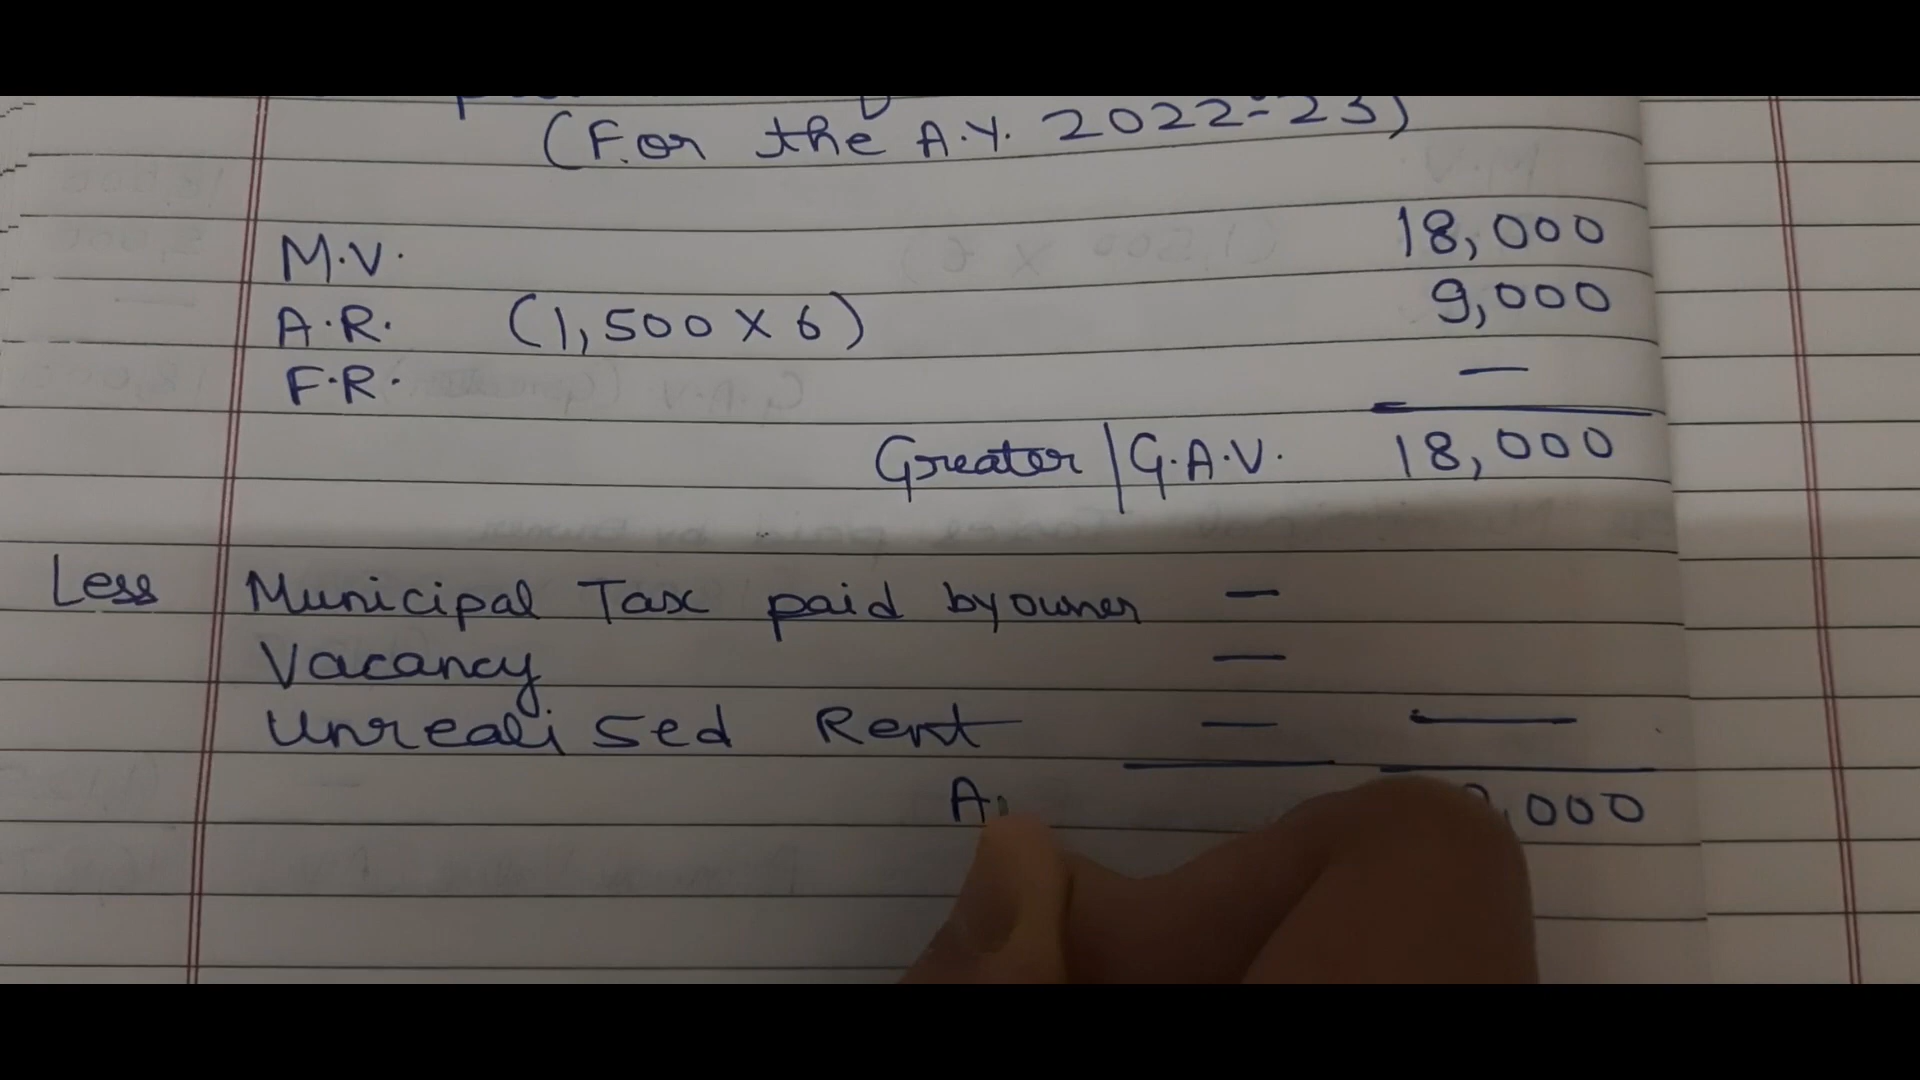 (For the A.Y. 2022-23)
M.V. 18,000
A.R. (1,500 X 6) 9,000
F.R. —
Greater | G.A.V. 18,000
Less Municipal Tax paid by owner —
Vacancy —
Unrealised Rent — —
A. ,000